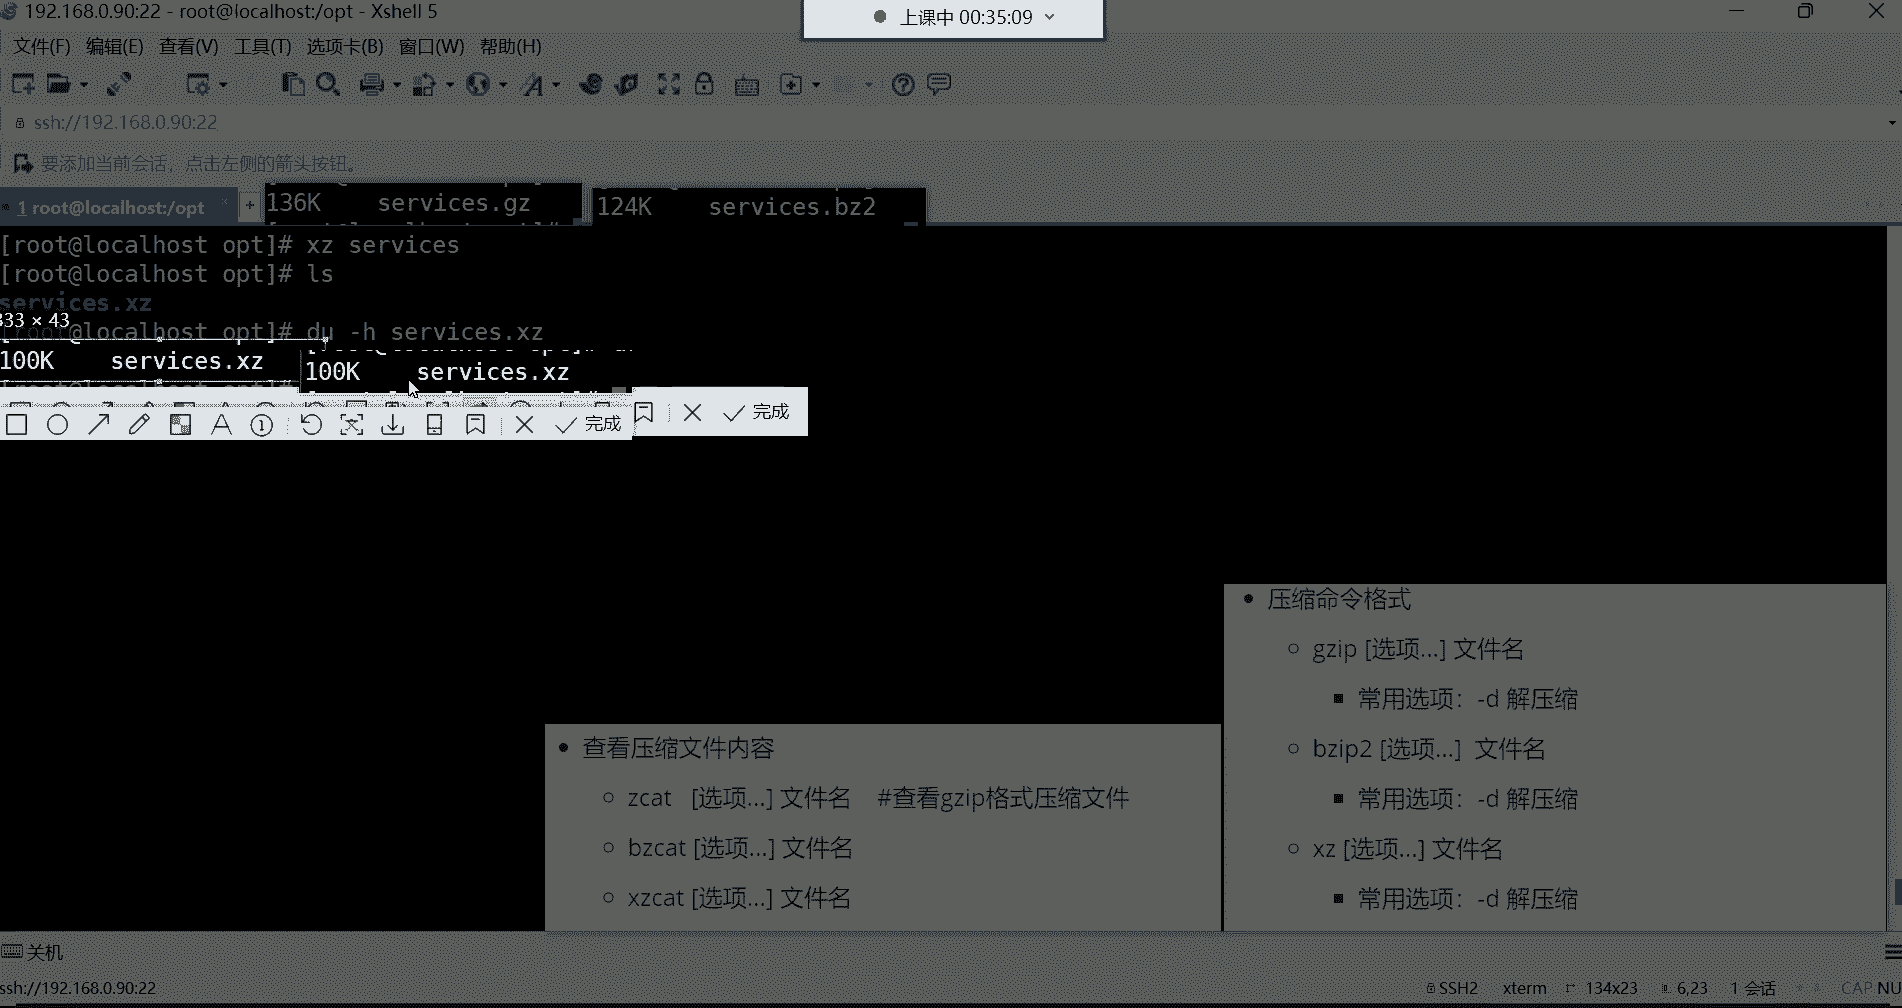 192.168.0.90:22 - root@localhost:/opt - Xshell 5
上课中 00:35:09
文件(F) 编辑(E) 查看(V) 工具(T) 选项卡(B) 窗口(W) 帮助(H)
ssh://192.168.0.90:22
要添加当前会话，点击左侧的箭头按钮。
1 root@localhost:/opt
136K services.gz
124K services.bz2
[root@localhost opt]# xz services
[root@localhost opt]# ls
services.xz
333 × 43
[root@localhost opt]# du -h services.xz
100K services.xz
100K services.xz
完成
完成
压缩命令格式
gzip [选项...] 文件名
常用选项：-d 解压缩
bzip2 [选项...] 文件名
常用选项：-d 解压缩
xz [选项...] 文件名
常用选项：-d 解压缩
查看压缩文件内容
zcat [选项...] 文件名 #查看gzip格式压缩文件
bzcat [选项...] 文件名
xzcat [选项...] 文件名
关机
ssh://192.168.0.90:22
SSH2 xterm 134x23 6,23 1 会话 CAP NU